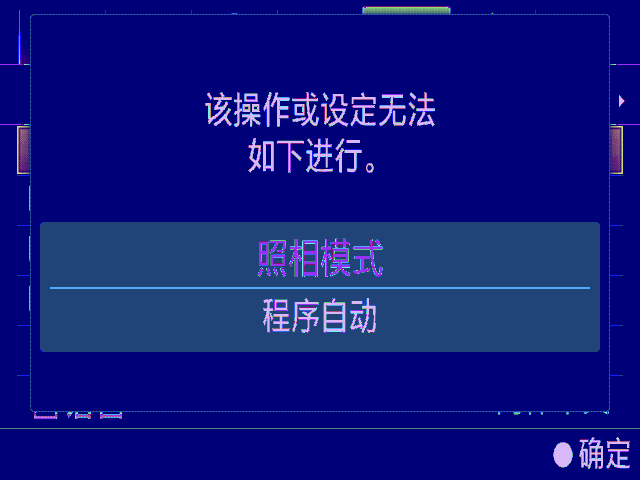 该操作或设定无法
如下进行。
照相模式
程序自动
确定